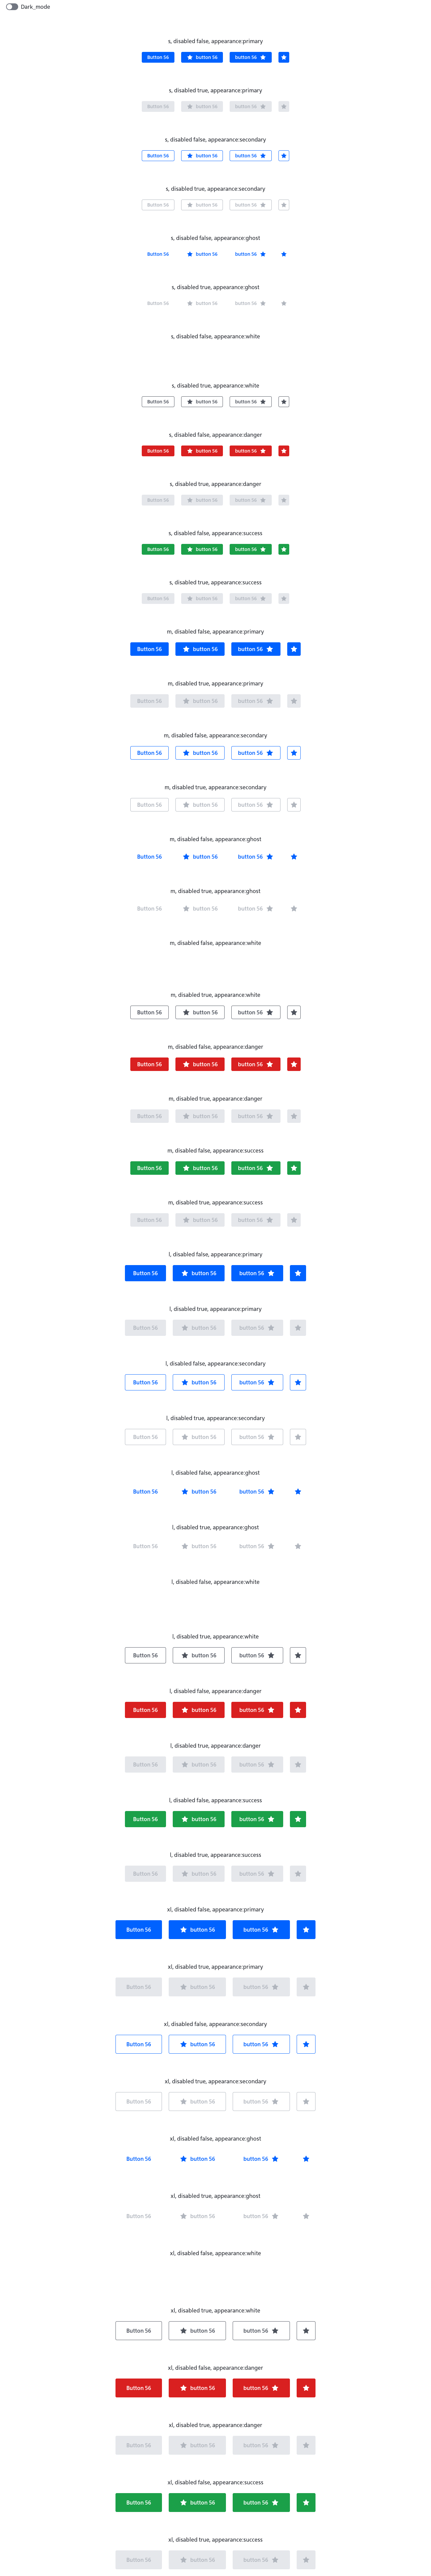 Dark_mode
s, disabled false, appearance:primary
Button 56 button 56 button 56
s, disabled true, appearance:primary
Button 56 button 56 button 56
s, disabled false, appearance:secondary
Button 56 button 56 button 56
s, disabled true, appearance:secondary
Button 56 button 56 button 56
s, disabled false, appearance:ghost
Button 56 button 56 button 56
s, disabled true, appearance:ghost
Button 56 button 56 button 56
s, disabled false, appearance:white
s, disabled true, appearance:white
Button 56 button 56 button 56
s, disabled false, appearance:danger
Button 56 button 56 button 56
s, disabled true, appearance:danger
Button 56 button 56 button 56
s, disabled false, appearance:success
Button 56 button 56 button 56
s, disabled true, appearance:success
Button 56 button 56 button 56
m, disabled false, appearance:primary
Button 56 button 56 button 56
m, disabled true, appearance:primary
Button 56 button 56 button 56
m, disabled false, appearance:secondary
Button 56 button 56 button 56
m, disabled true, appearance:secondary
Button 56 button 56 button 56
m, disabled false, appearance:ghost
Button 56 button 56 button 56
m, disabled true, appearance:ghost
Button 56 button 56 button 56
m, disabled false, appearance:white
m, disabled true, appearance:white
Button 56 button 56 button 56
m, disabled false, appearance:danger
Button 56 button 56 button 56
m, disabled true, appearance:danger
Button 56 button 56 button 56
m, disabled false, appearance:success
Button 56 button 56 button 56
m, disabled true, appearance:success
Button 56 button 56 button 56
l, disabled false, appearance:primary
Button 56 button 56 button 56
l, disabled true, appearance:primary
Button 56 button 56 button 56
l, disabled false, appearance:secondary
Button 56 button 56 button 56
l, disabled true, appearance:secondary
Button 56 button 56 button 56
l, disabled false, appearance:ghost
Button 56 button 56 button 56
l, disabled true, appearance:ghost
Button 56 button 56 button 56
l, disabled false, appearance:white
l, disabled true, appearance:white
Button 56 button 56 button 56
l, disabled false, appearance:danger
Button 56 button 56 button 56
l, disabled true, appearance:danger
Button 56 button 56 button 56
l, disabled false, appearance:success
Button 56 button 56 button 56
l, disabled true, appearance:success
Button 56 button 56 button 56
xl, disabled false, appearance:primary
Button 56 button 56 button 56
xl, disabled true, appearance:primary
Button 56 button 56 button 56
xl, disabled false, appearance:secondary
Button 56 button 56 button 56
xl, disabled true, appearance:secondary
Button 56 button 56 button 56
xl, disabled false, appearance:ghost
Button 56 button 56 button 56
xl, disabled true, appearance:ghost
Button 56 button 56 button 56
xl, disabled false, appearance:white
xl, disabled true, appearance:white
Button 56 button 56 button 56
xl, disabled false, appearance:danger
Button 56 button 56 button 56
xl, disabled true, appearance:danger
Button 56 button 56 button 56
xl, disabled false, appearance:success
Button 56 button 56 button 56
xl, disabled true, appearance:success
Button 56 button 56 button 56